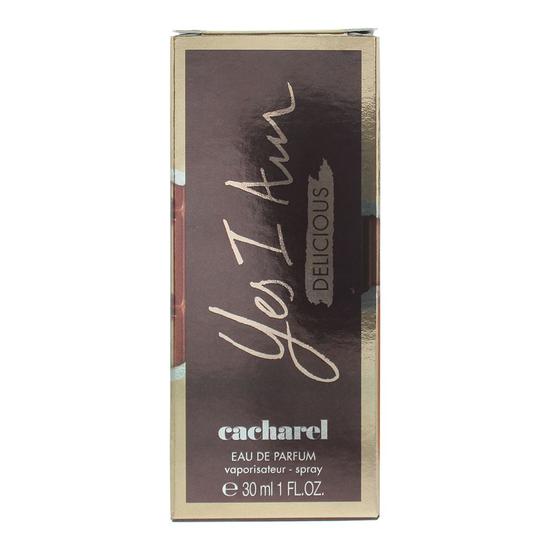 Yes I Am
DELICIOUS
cacharel
EAU DE PARFUM
vaporisateur - spray
℮ 30 ml 1 FL.OZ.